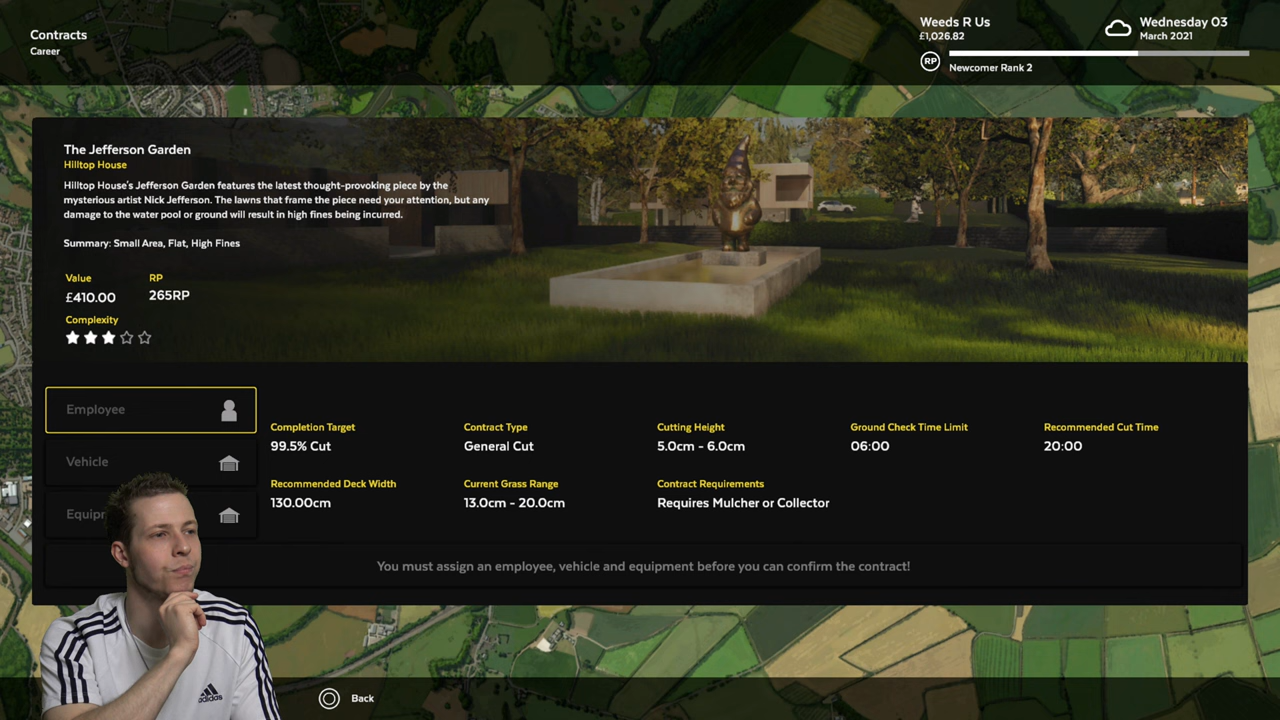 Contracts
Career
Weeds R Us
£1,026.82
Wednesday 03
March 2021
RP
Newcomer Rank 2
The Jefferson Garden
Hilltop House
Hilltop House's Jefferson Garden features the latest thought-provoking piece by the
mysterious artist Nick Jefferson. The lawns that frame the piece need your attention, but any
damage to the water pool or ground will result in high fines being incurred.
Summary: Small Area, Flat, High Fines
Value RP
£410.00 265RP
Complexity
Employee
Vehicle
Completion Target Contract Type Cutting Height Ground Check Time Limit Recommended Cut Time
99.5% Cut General Cut 5.0cm - 6.0cm 06:00 20:00
Recommended Deck Width Current Grass Range Contract Requirements
130.00cm 13.0cm - 20.0cm Requires Mulcher or Collector
You must assign an employee, vehicle and equipment before you can confirm the contract!
adidas
Back